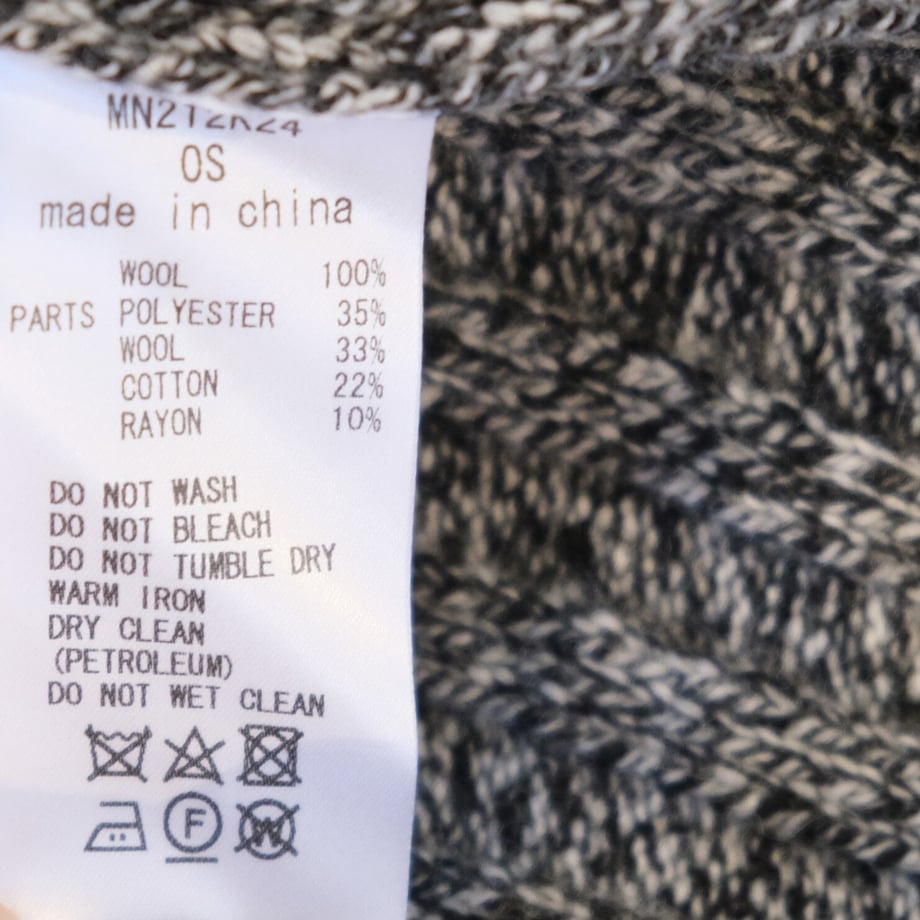 OS
made in china
WOOL 100%
PARTS POLYESTER 35%
WOOL 33%
COTTON 22%
RAYON 10%
DO NOT WASH
DO NOT BLEACH
DO NOT TUMBLE DRY
WARM IRON
DRY CLEAN
(PETROLEUM)
DO NOT WET CLEAN
F W